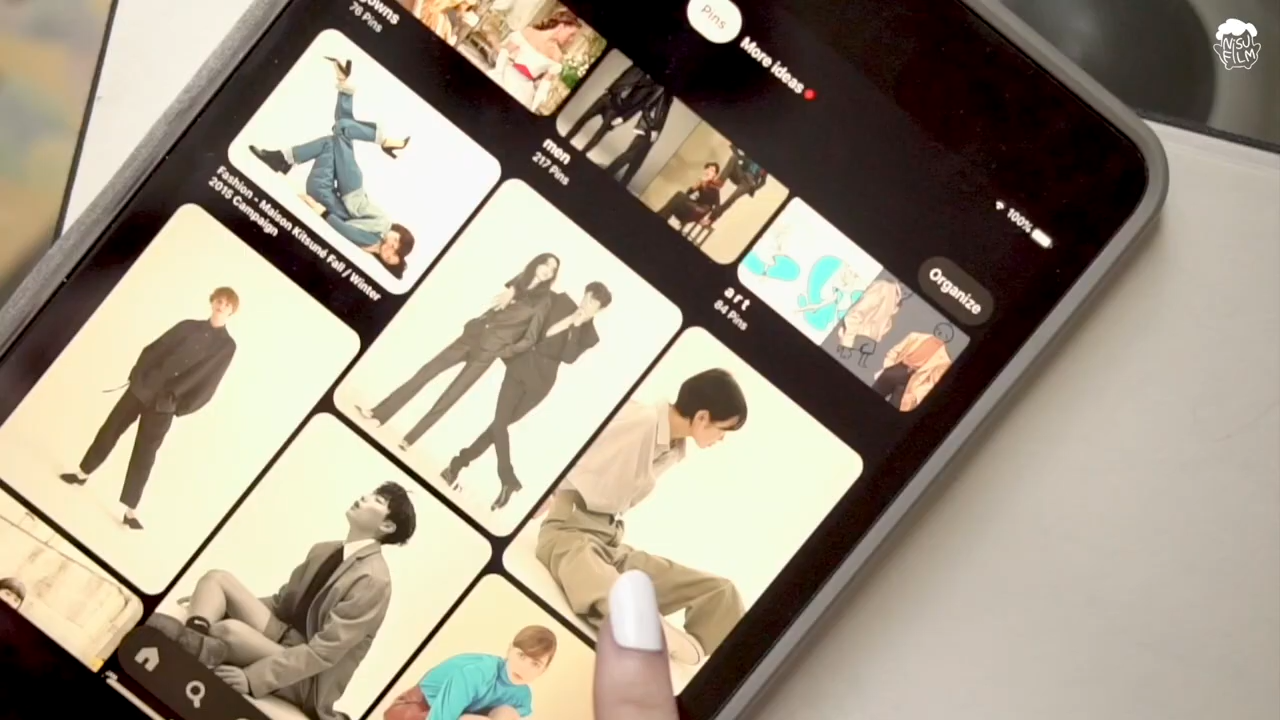 Pins
More ideas
100%
Organize
owns
76 Pins
men
217 Pins
art
84 Pins
Fashion - Maison Kitsuné Fall / Winter
2015 Campaign
NiSU
FILM